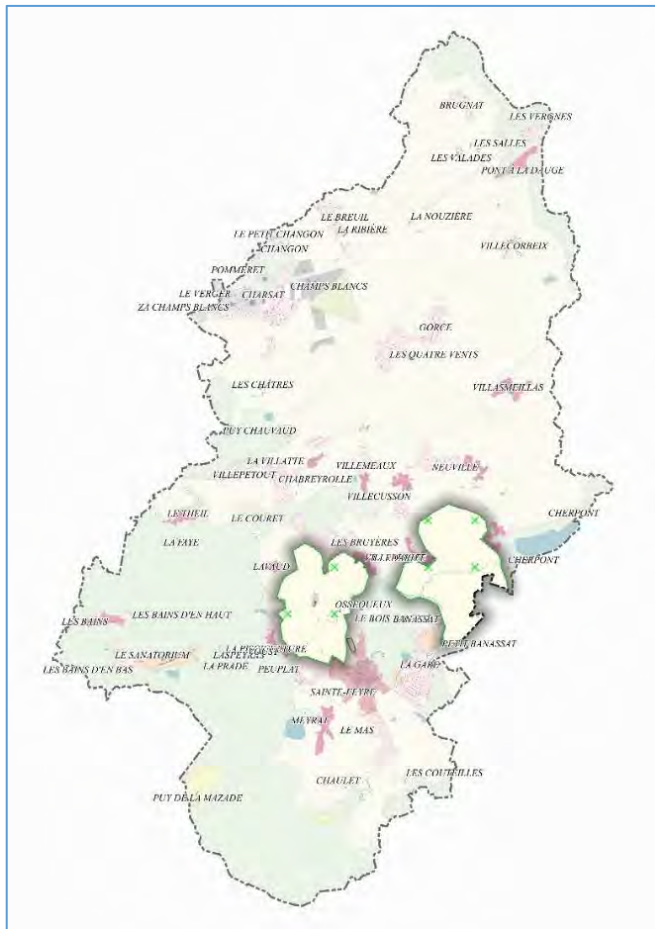 BRUGNAT
LES VERGNES
LES SALLES
LES VALADES
PONT À LA DAUGE
LE BREUIL
LA NOUZIÈRE
LE PETIT CHANGON
LA RIBIÈRE
CHANGON
VILLECORBEIX
POMMERET
CHAMPS BLANCS
LE VERGER
CHARSAT
ZA CHAMPS BLANCS
GORCE
LES QUATRE VENTS
LES CHÂTRES
VILLASMEILLAS
PUY CHAUVAUD
LA VILLATTE
VILLEMEAUX
NEUVILLE
VILLEPETOUT
CHABREYROLLE
VILLECUSSON
LE THEIL
LE COURET
CHERPONT
LA FAYE
LES BRUYÈRES
CHERPONT
LAVAUD
OSSEQUEUX
LES BAINS
LES BAINS D'EN HAUT
LE BOIS BANASSAT
PETIT BANASSAT
LE SANATORIUM
LES BAINS D'EN BAS
LA PRADE
PEUPLAT
LA GARE
SAINTE-FEYRE
MEYRAT
LE MAS
CHAULET
LES COUTEILLES
PUY DE LA MAZADE